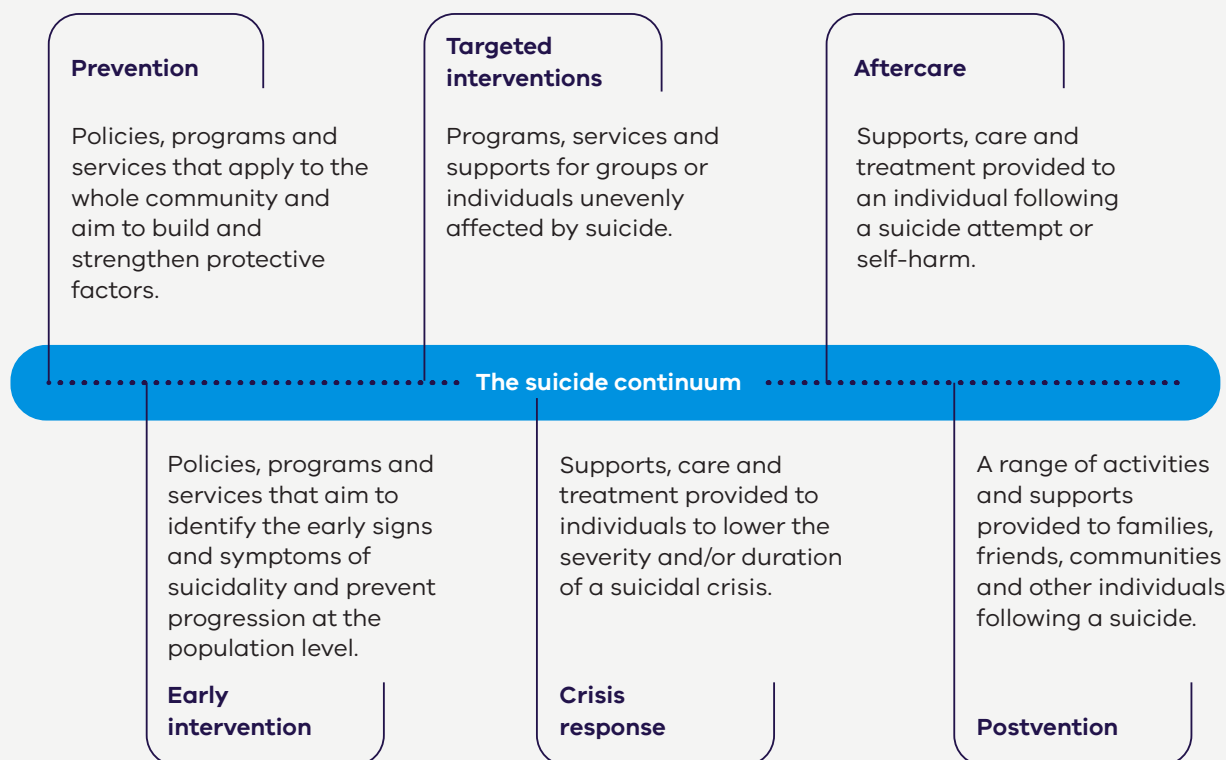 Prevention
Policies, programs and
services that apply to the
whole community and
aim to build and
strengthen protective
factors.
Targeted
interventions
Programs, services and
supports for groups or
individuals unevenly
affected by suicide.
Aftercare
Supports, care and
treatment provided to
an individual following
a suicide attempt or
self-harm.
The suicide continuum
Policies, programs and
services that aim to
identify the early signs
and symptoms of
suicidality and prevent
progression at the
population level.
Early
intervention
Supports, care and
treatment provided to
individuals to lower the
severity and/or duration
of a suicidal crisis.
Crisis
response
A range of activities
and supports
provided to families,
friends, communities
and other individuals
following a suicide.
Postvention